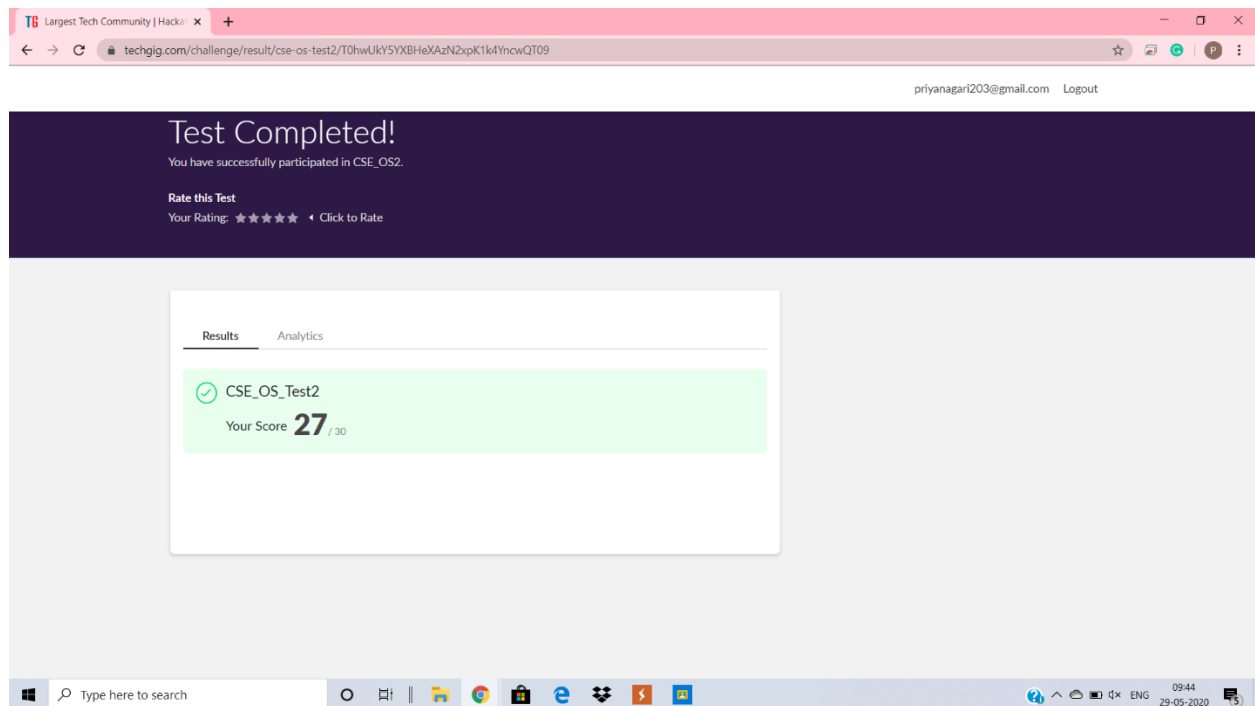 TG Largest Tech Community | Hacka
techgig.com/challenge/result/cse-os-test2/T0hwUkY5YXBHeXAzN2xpK1k4YncwQT09
P
priyanagari203@gmail.com Logout
Test Completed!
You have successfully participated in CSE_OS2.
Rate this Test
Your Rating: Click to Rate
Results Analytics
CSE_OS_Test2
Your Score 27 / 30
Type here to search
ENG
09:44
29-05-2020
5